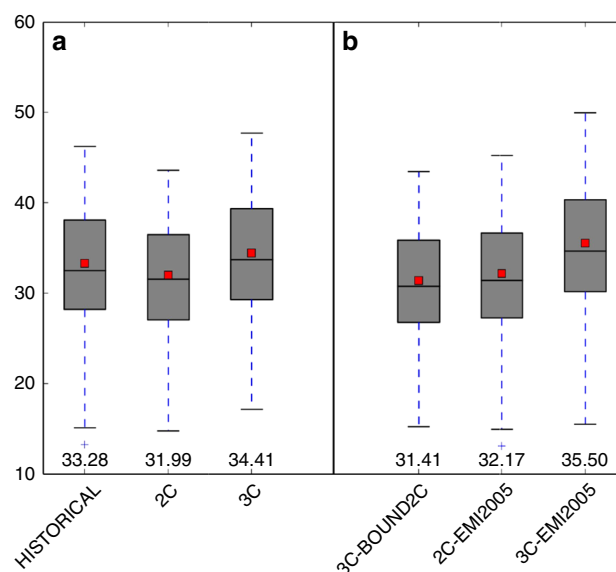 60
50
40
30
20
10
a
33.28 31.99 34.41
HISTORICAL
2C
3C
b
31.41 32.17 35.50
3C-BOUND2C
2C-EMI2005
3C-EMI2005